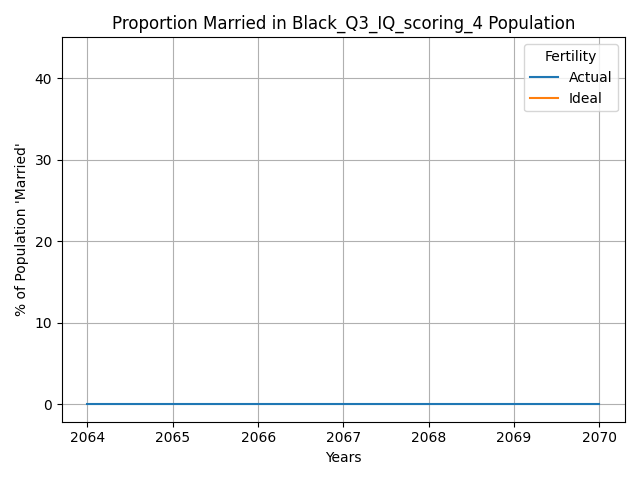 Proportion Married in Black_Q3_IQ_scoring_4 Population
Fertility
Actual
Ideal
% of Population 'Married'
40
30
20
10
0
2064 2065 2066 2067 2068 2069 2070
Years